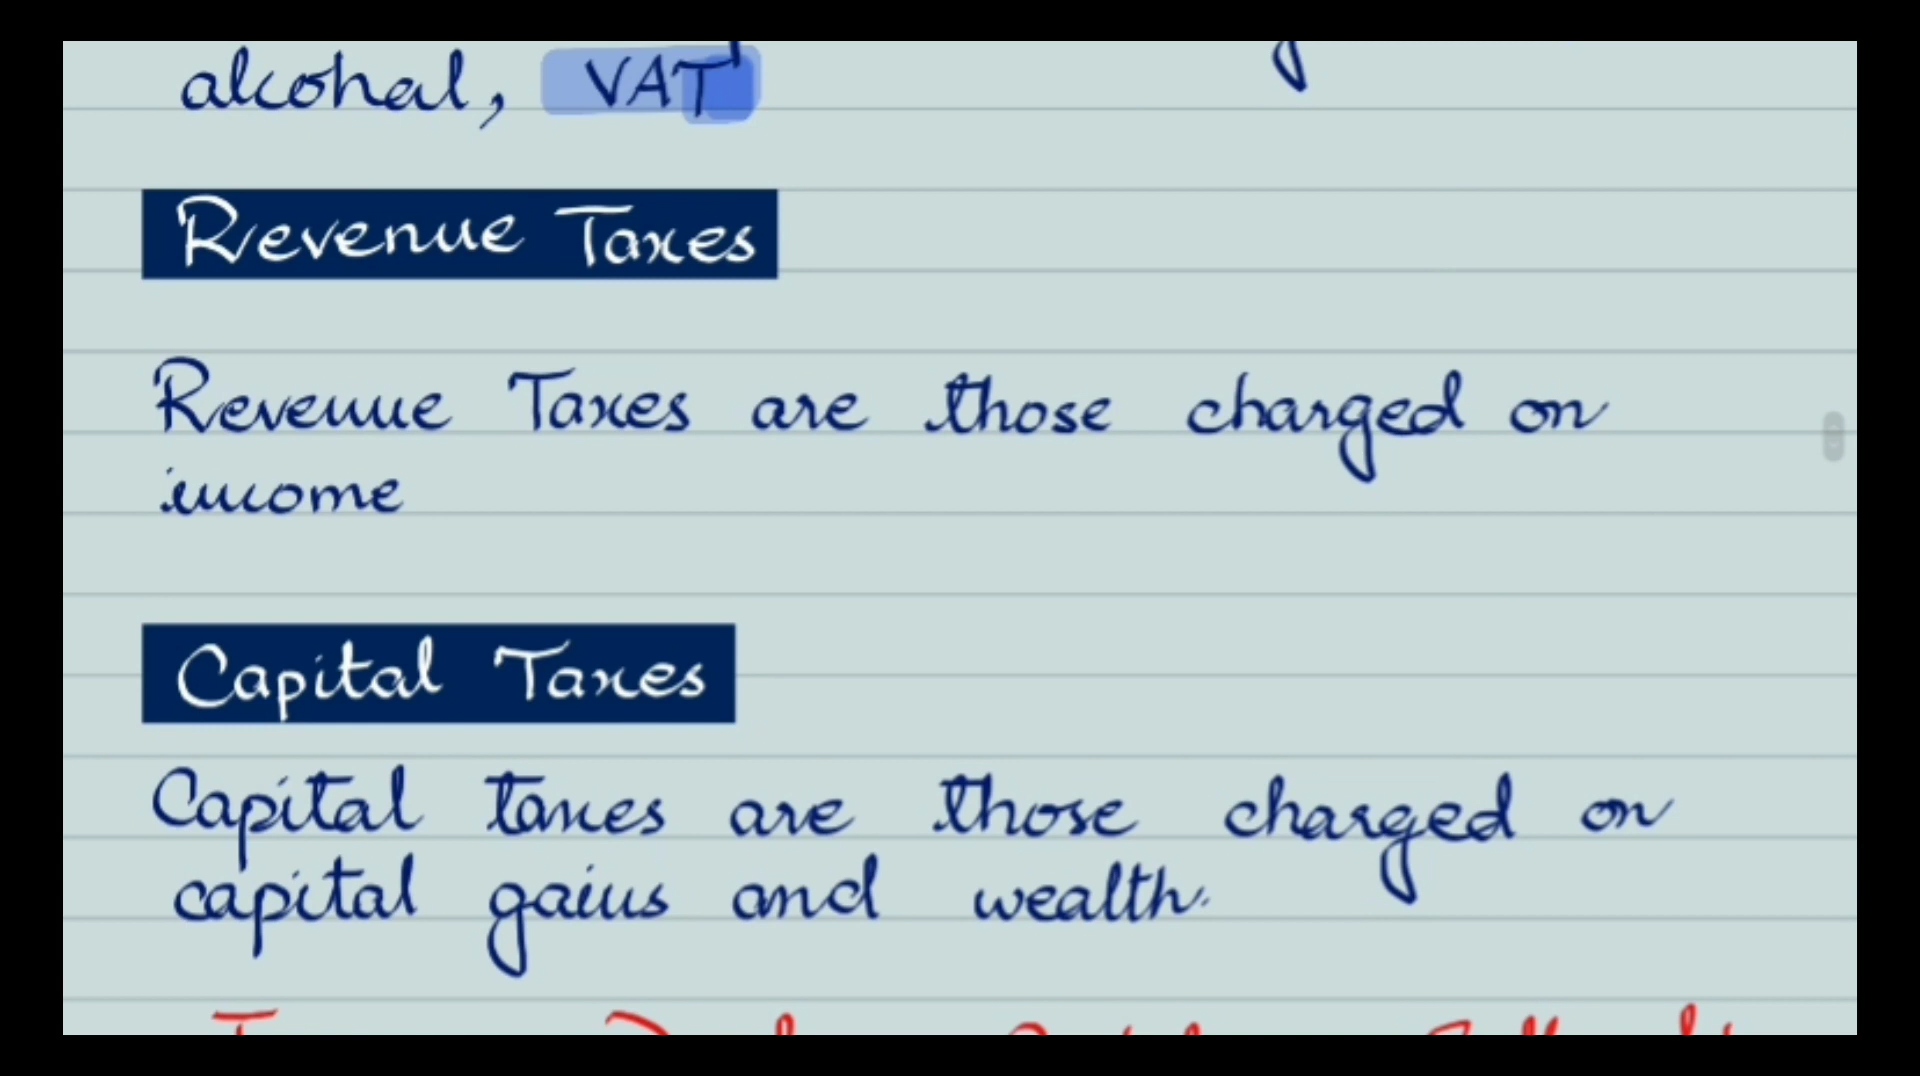 alcohal, VAT
Revenue Taxes
Revenue Taxes are those charged on
income
Capital Taxes
Capital taxes are those charged on
capital gains and wealth.